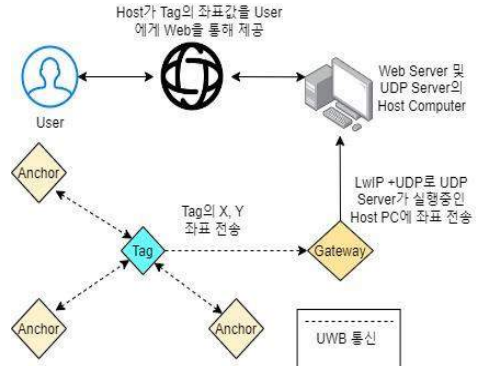 Host가 Tag의 좌표값을 User
에게 Web을 통해 제공
User
Web Server 및
UDP Server의
Host Computer
Anchor
LwIP +UDP로 UDP
Server가 실행중인
Host PC에 좌표 전송
Tag의 X, Y
좌표 전송
Tag
Gateway
Anchor
Anchor
UWB 통신